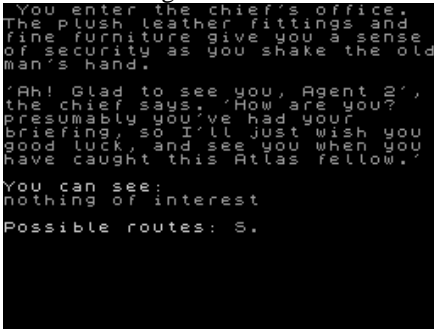 You enter the chief's office.
The plush leather fittings and
fine furniture give you a sense
of security as you shake the old
man's hand.
'Ah! Glad to see you, Agent 2',
the chief says. 'How are you?
presumably you've had your
briefing, so I'll just wish you
good luck, and see you when you
have caught this Atlas fellow.'
You can see:
nothing of interest
Possible routes: S.